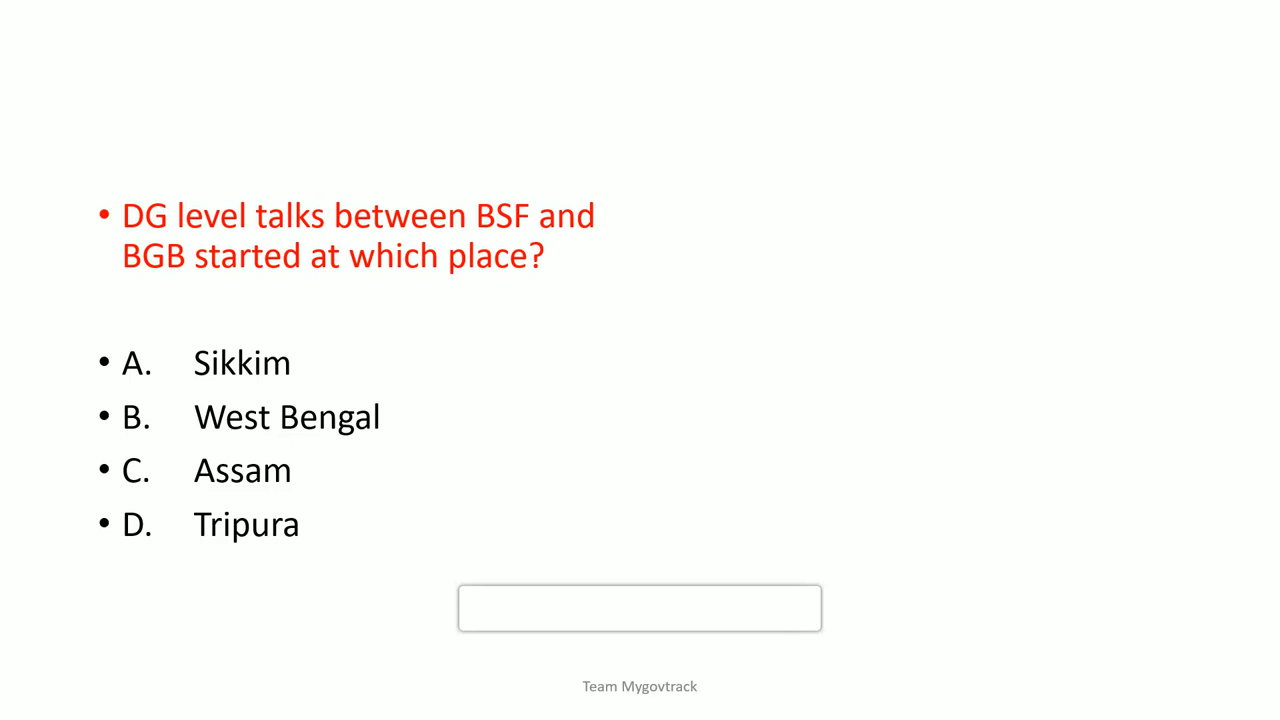 • DG level talks between BSF and
BGB started at which place?
• A. Sikkim
• B. West Bengal
• C. Assam
• D. Tripura
Team Mygovtrack